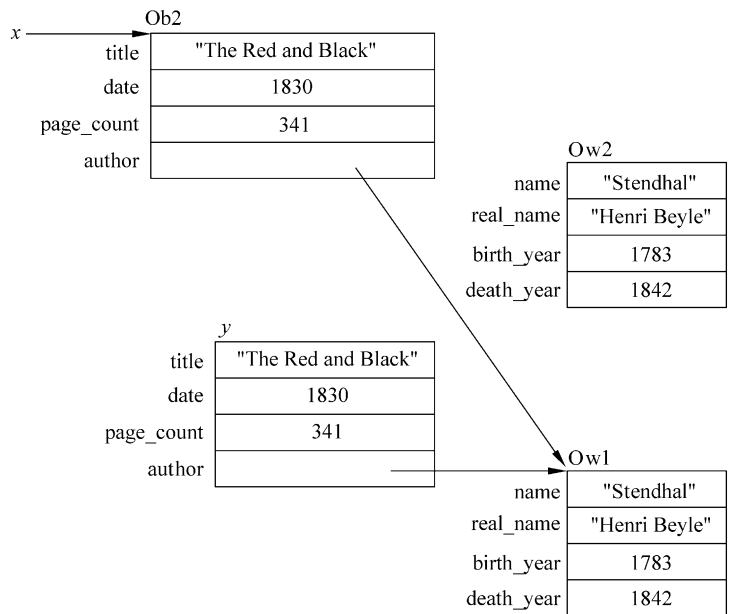 Ob2
x
title "The Red and Black"
date 1830
page_count 341
author
Ow2
name "Stendhal"
real_name "Henri Beyle"
birth_year 1783
death_year 1842
y
title "The Red and Black"
date 1830
page_count 341
author
Ow1
name "Stendhal"
real_name "Henri Beyle"
birth_year 1783
death_year 1842